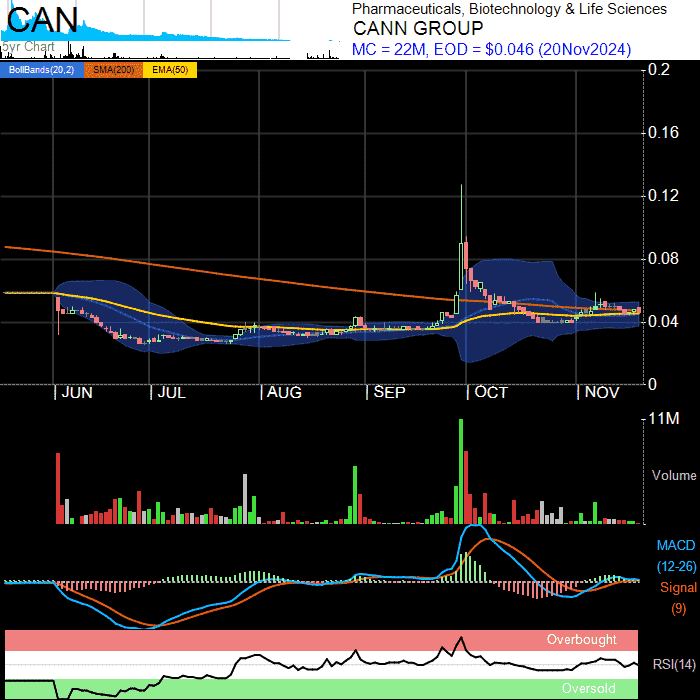 CAN
5yr Chart
Pharmaceuticals, Biotechnology & Life Sciences
CANN GROUP
MC = 22M, EOD = $0.046 (20Nov2024)
BollBands(20,2) SMA(200) EMA(50)
0.2
0.16
0.12
0.08
0.04
0
JUN JUL AUG SEP OCT NOV
11M
Volume
MACD
(12-26)
Signal
(9)
Overbought
RSI(14)
Oversold